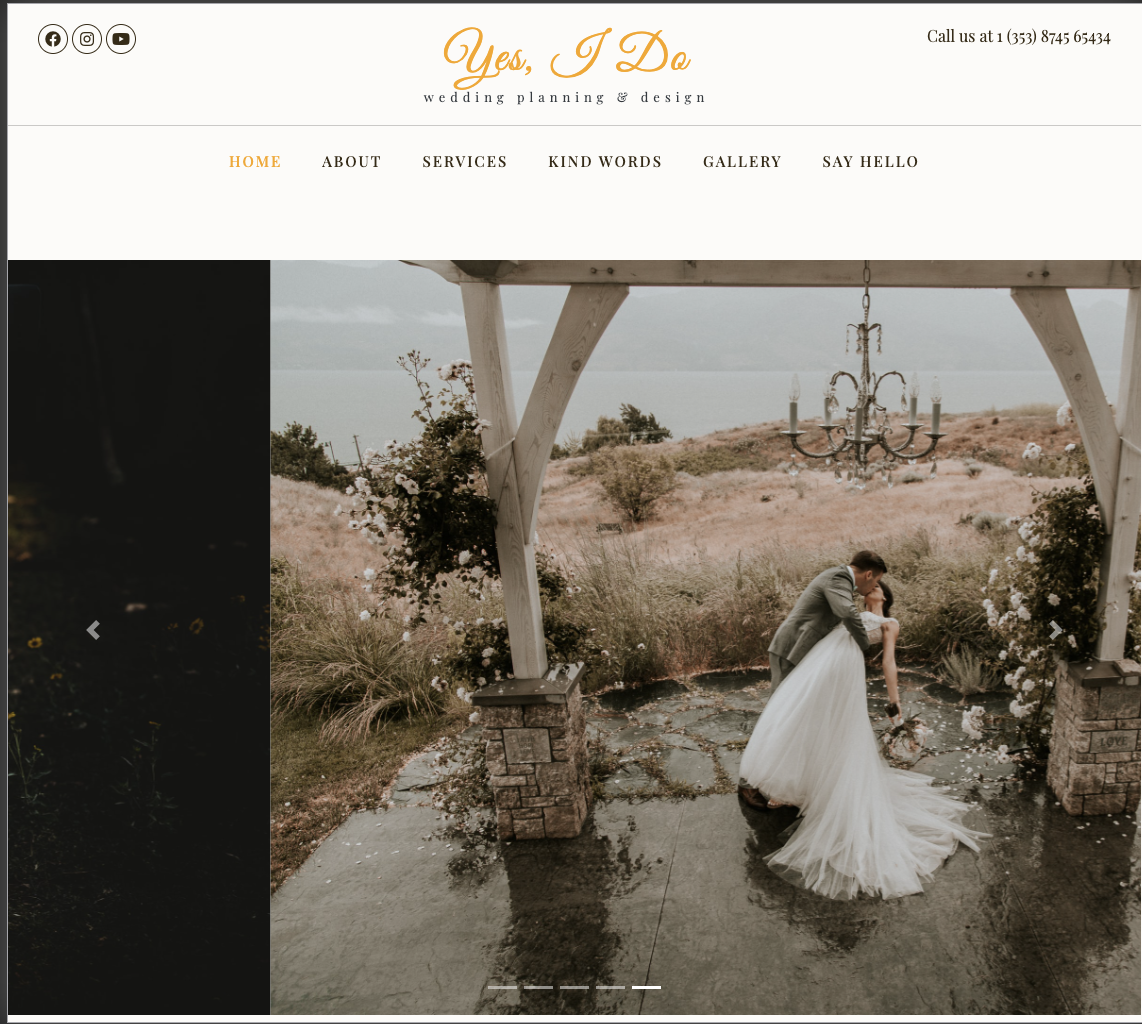 Yes, I Do
wedding planning & design
Call us at 1 (353) 8745 65434
HOME ABOUT SERVICES KIND WORDS GALLERY SAY HELLO